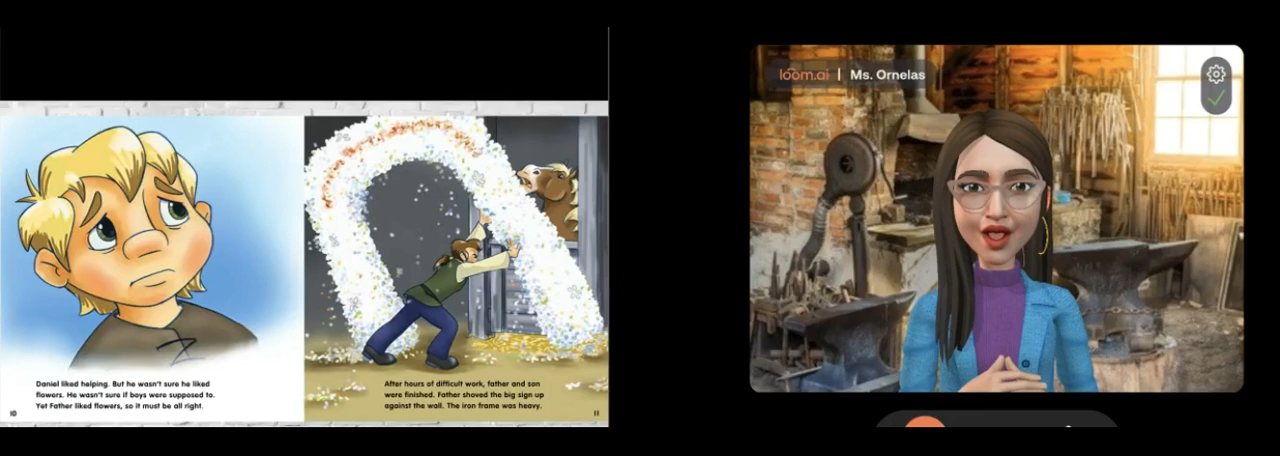 Daniel liked helping. But he wasn't sure he liked
flowers. He wasn't sure if boys were supposed to.
Yet Father liked flowers, so it must be all right.
10
After hours of difficult work, father and son
were finished. Father shoved the big sign up
against the wall. The iron frame was heavy.
11
loom.ai | Ms. Ornelas